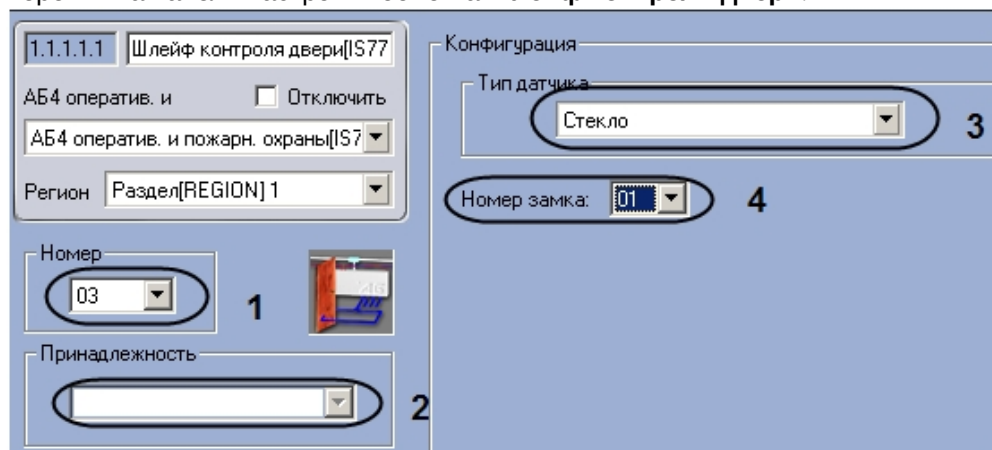 1.1.1.1.1 Шлейф контроля двери[IS77
АБ4 оператив. и Отключить
АБ4 оператив. и пожарн. охраны[IS7
Регион Раздел[REGION] 1
Номер
03
1
Принадлежность
2
Конфигурация
Тип датчика
Стекло
3
Номер замка: 01
4